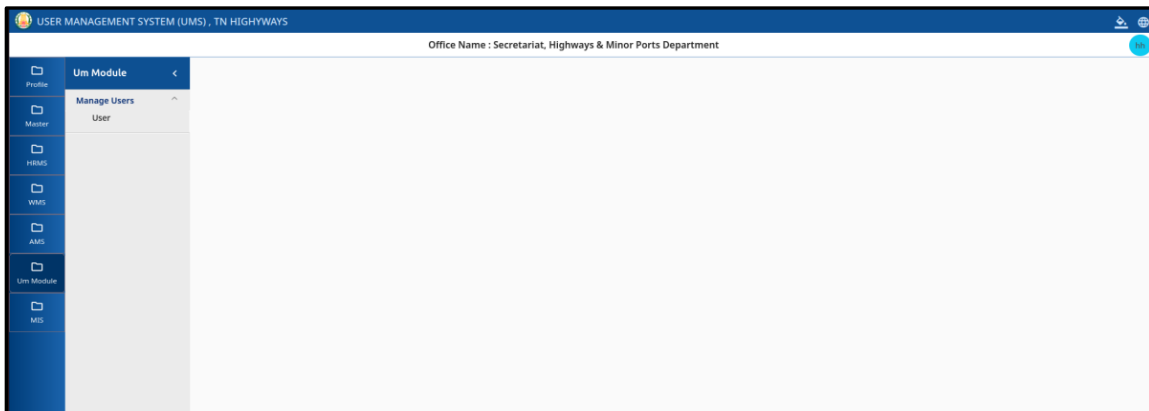 USER MANAGEMENT SYSTEM (UMS) , TN HIGHYWAYS
Office Name : Secretariat, Highways & Minor Ports Department
hh
Profile
Master
HRMS
WMS
AMS
Um Module
MIS
Um Module
Manage Users
User